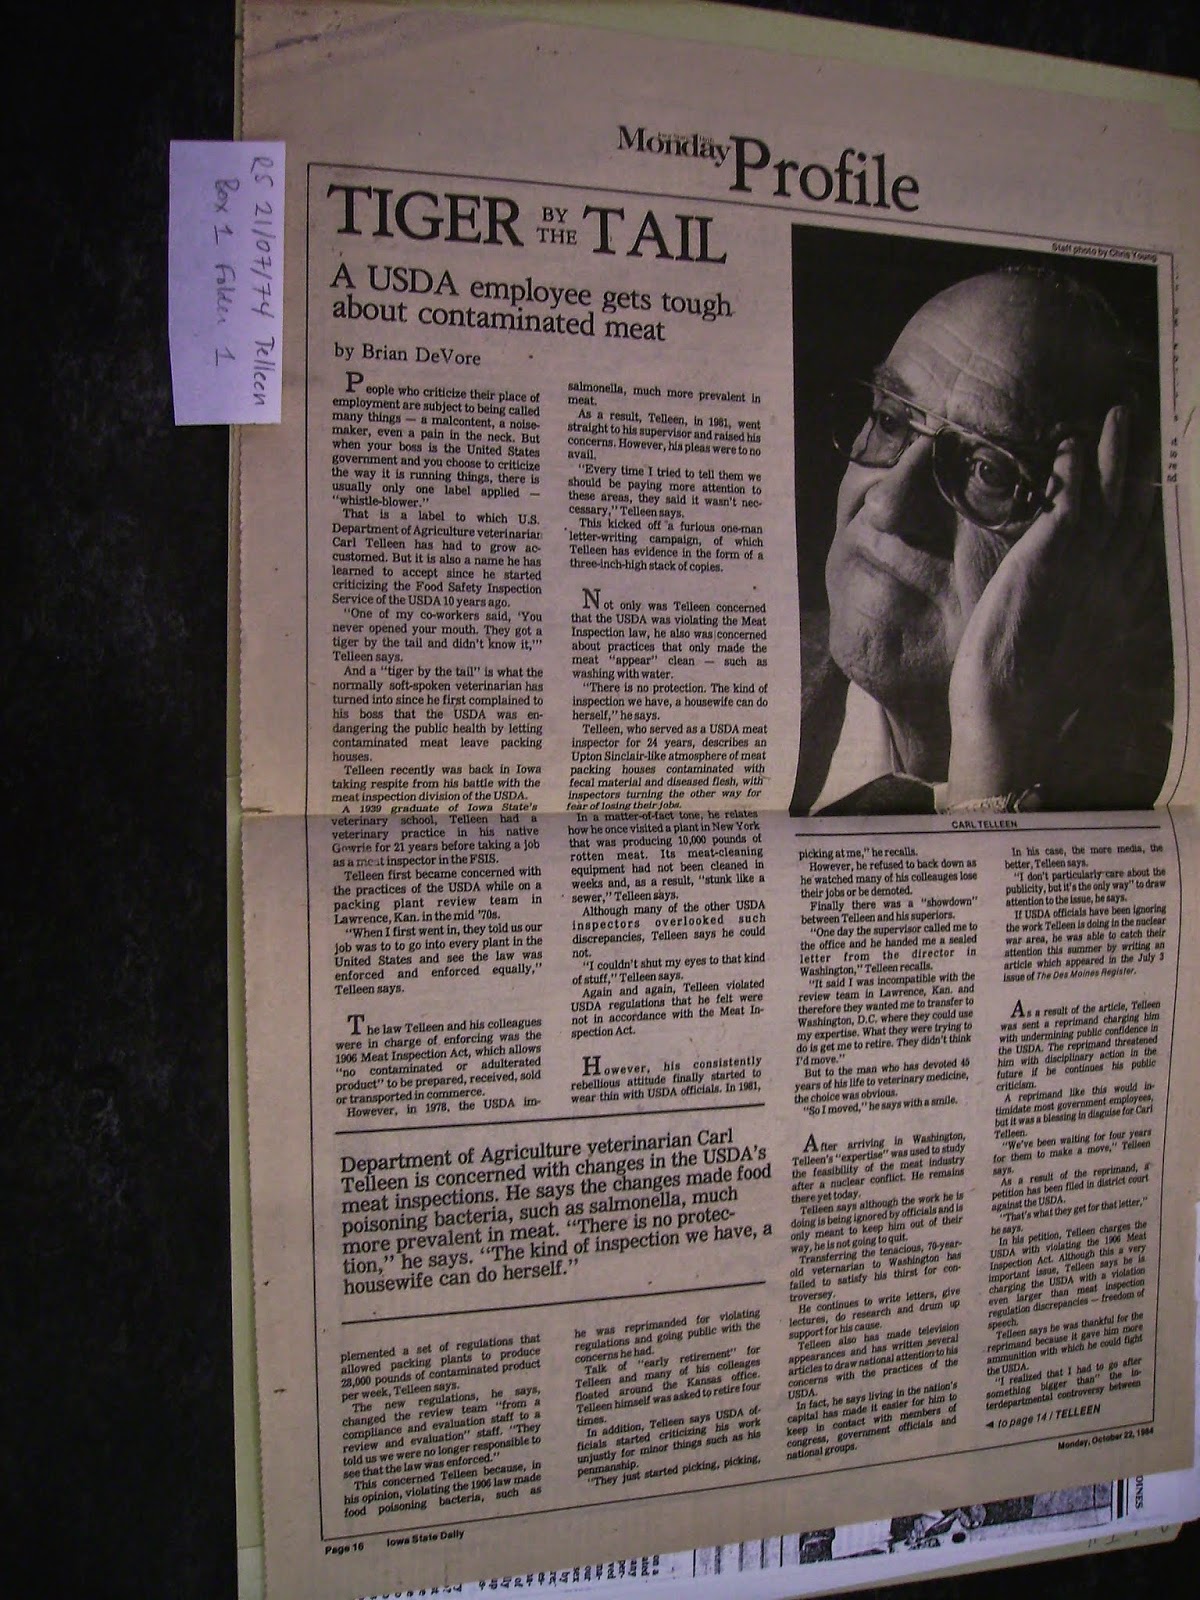 RS 21/07/74 Telleen
Box 1 Folder 1
Monday Profile
TIGER BY THE TAIL
A USDA employee gets tough
about contaminated meat
by Brian DeVore
People who criticize their place of
employment are subject to being called
many things — a malcontent, a noise-
maker, even a pain in the neck. But
when your boss is the United States
government and you choose to criticize
the way it is running things, there is
usually only one label applied —
"whistle-blower."
That is a label to which U.S.
Department of Agriculture veterinarian
Carl Telleen has had to grow ac-
customed. But it is also a name he has
learned to accept since he started
criticizing the Food Safety Inspection
Service of the USDA 10 years ago.
"One of my co-workers said, 'You
never opened your mouth. They got a
tiger by the tail and didn't know it,'"
Telleen says.
And a "tiger by the tail" is what the
normally soft-spoken veterinarian has
turned into since he first complained to
his boss that the USDA was en-
dangering the public health by letting
contaminated meat leave packing
houses.
Telleen recently was back in Iowa
taking respite from his battle with the
meat inspection division of the USDA.
A 1939 graduate of Iowa State's
veterinary school, Telleen had a
veterinary practice in his native
Gowrie for 21 years before taking a job
as a meat inspector in the FSIS.
Telleen first became concerned with
the practices of the USDA while on a
packing plant review team in
Lawrence, Kan. in the mid '70s.
"When I first went in, they told us our
job was to to go into every plant in the
United States and see the law was
enforced and enforced equally,"
Telleen says.
The law Telleen and his colleagues
were in charge of enforcing was the
1906 Meat Inspection Act, which allows
"no contaminated or adulterated
product" to be prepared, received, sold
or transported in commerce.
However, in 1978, the USDA im-
Department of Agriculture veterinarian Carl
Telleen is concerned with changes in the USDA's
meat inspections. He says the changes made food
poisoning bacteria, such as salmonella, much
more prevalent in meat. "There is no protec-
tion," he says. "The kind of inspection we have, a
housewife can do herself."
plemented a set of regulations that
allowed packing plants to produce
28,000 pounds of contaminated product
per week, Telleen says.
The new regulations, he says,
changed the review team "from a
compliance and evaluation staff to a
review and evaluation" staff. "They
told us we were no longer responsible to
see that the law was enforced."
This concerned Telleen because, in
his opinion, violating the 1906 law made
food poisoning bacteria, such as
salmonella, much more prevalent in
meat.
As a result, Telleen, in 1981, went
straight to his supervisor and raised his
concerns. However, his pleas were to no
avail.
"Every time I tried to tell them we
should be paying more attention to
these areas, they said it wasn't nec-
cessary," Telleen says.
This kicked off a furious one-man
letter-writing campaign, of which
Telleen has evidence in the form of a
three-inch-high stack of copies.
Not only was Telleen concerned
that the USDA was violating the Meat
Inspection law, he also was concerned
about practices that only made the
meat "appear" clean — such as
washing with water.
"There is no protection. The kind of
inspection we have, a housewife can do
herself," he says.
Telleen, who served as a USDA meat
inspector for 24 years, describes an
Upton Sinclair-like atmosphere of meat
packing houses contaminated with
fecal material and diseased flesh, with
inspectors turning the other way for
fear of losing their jobs.
In a matter-of-fact tone, he relates
how he once visited a plant in New York
that was producing 10,000 pounds of
rotten meat. Its meat-cleaning
equipment had not been cleaned in
weeks and, as a result, "stunk like a
sewer," Telleen says.
Although many of the other USDA
inspectors overlooked such
discrepancies, Telleen says he could
not.
"I couldn't shut my eyes to that kind
of stuff," Telleen says.
Again and again, Telleen violated
USDA regulations that he felt were
not in accordance with the Meat In-
spection Act.
However, his consistently
rebellious attitude finally started to
wear thin with USDA officials. In 1981,
he was reprimanded for violating
regulations and going public with the
concerns he had.
Talk of "early retirement" for
Telleen and many of his colleages
floated around the Kansas office.
Telleen himself was asked to retire four
times.
In addition, Telleen says USDA of-
ficials started criticizing his work
unjustly for minor things such as his
penmanship.
"They just started picking, picking,
Staff photo by Chris Young
CARL TELLEEN
picking at me," he recalls.
However, he refused to back down as
he watched many of his colleauges lose
their jobs or be demoted.
Finally there was a "showdown"
between Telleen and his superiors.
"One day the supervisor called me to
the office and he handed me a sealed
letter from the director in
Washington," Telleen recalls.
"It said I was incompatible with the
review team in Lawrence, Kan. and
therefore they wanted me to transfer to
Washington, D.C. where they could use
my expertise. What they were trying to
do is get me to retire. They didn't think
I'd move."
But to the man who has devoted 45
years of his life to veterinary medicine,
the choice was obvious.
"So I moved," he says with a smile.
After arriving in Washington,
Telleen's "expertise" was used to study
the feasibility of the meat industry
after a nuclear conflict. He remains
there yet today.
Telleen says although the work he is
doing is being ignored by officials and is
only meant to keep him out of their
way, he is not going to quit.
Transferring the tenacious, 70-year-
old veternarian to Washington has
failed to satisfy his thirst for con-
troversey.
He continues to write letters, give
lectures, do research and drum up
support for his cause.
Telleen also has made television
appearances and has written several
articles to draw national attention to his
concerns with the practices of the
USDA.
In fact, he says living in the nation's
capital has made it easier for him to
keep in contact with members of
congress, government officials and
national groups.
In his case, the more media, the
better, Telleen says.
"I don't particularly care about the
publicity, but it's the only way" to draw
attention to the issue, he says.
If USDA officials have been ignoring
the work Telleen is doing in the nuclear
war area, he was able to catch their
attention this summer by writing an
article which appeared in the July 3
issue of The Des Moines Register.
As a result of the article, Telleen
was sent a reprimand charging him
with undermining public confidence in
the USDA. The reprimand threatened
him with disciplinary action in the
future if he continues his public
criticism.
A reprimand like this would in-
timidate most government employees,
but it was a blessing in disguise for Carl
Telleen.
"We've been waiting for four years
for them to make a move," Telleen
says.
As a result of the reprimand, a
petition has been filed in district court
against the USDA.
"That's what they get for that letter,"
he says.
In his petition, Telleen charges the
USDA with violating the 1906 Meat
Inspection Act. Although this a very
important issue, Telleen says he is
charging the USDA with a violation
even larger than meat inspection
regulation discrepancies — freedom of
speech.
Telleen says he was thankful for the
reprimand because it gave him more
ammunition with which he could fight
the USDA.
"I realized that I had to go after
something bigger than" the in-
terdepartmental controversy between
◄ to page 14 / TELLEEN
Monday, October 22, 1984
Page 16 Iowa State Daily